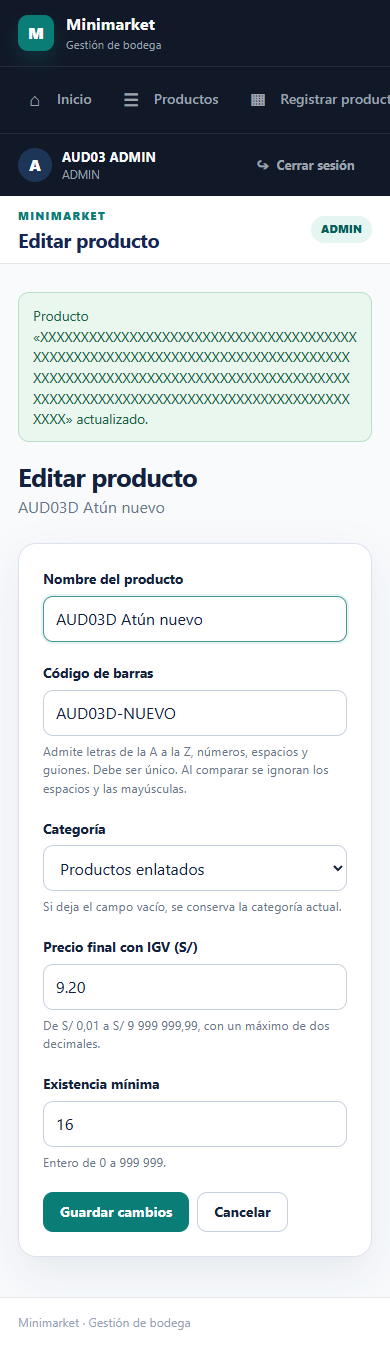 M
Minimarket
Gestión de bodega
Inicio
Productos
Registrar product
A
AUD03 ADMIN
ADMIN
Cerrar sesión
MINIMARKET
Editar producto
ADMIN
Producto
«XXXXXXXXXXXXXXXXXXXXXXXXXXXXXXXXXXXXXXX
XXXXXXXXXXXXXXXXXXXXXXXXXXXXXXXXXXXXXXX
XXXXXXXXXXXXXXXXXXXXXXXXXXXXXXXXXXXXXXX
XXXXXXXXXXXXXXXXXXXXXXXXXXXXXXXXXXXXXXX
XXXX» actualizado.
Editar producto
AUD03D Atún nuevo
Nombre del producto
AUD03D Atún nuevo
Código de barras
AUD03D-NUEVO
Admite letras de la A a la Z, números, espacios y
guiones. Debe ser único. Al comparar se ignoran los
espacios y las mayúsculas.
Categoría
Productos enlatados
Si deja el campo vacío, se conserva la categoría actual.
Precio final con IGV (S/)
9.20
De S/ 0,01 a S/ 9 999 999,99, con un máximo de dos
decimales.
Existencia mínima
16
Entero de 0 a 999 999.
Guardar cambios
Cancelar
Minimarket · Gestión de bodega